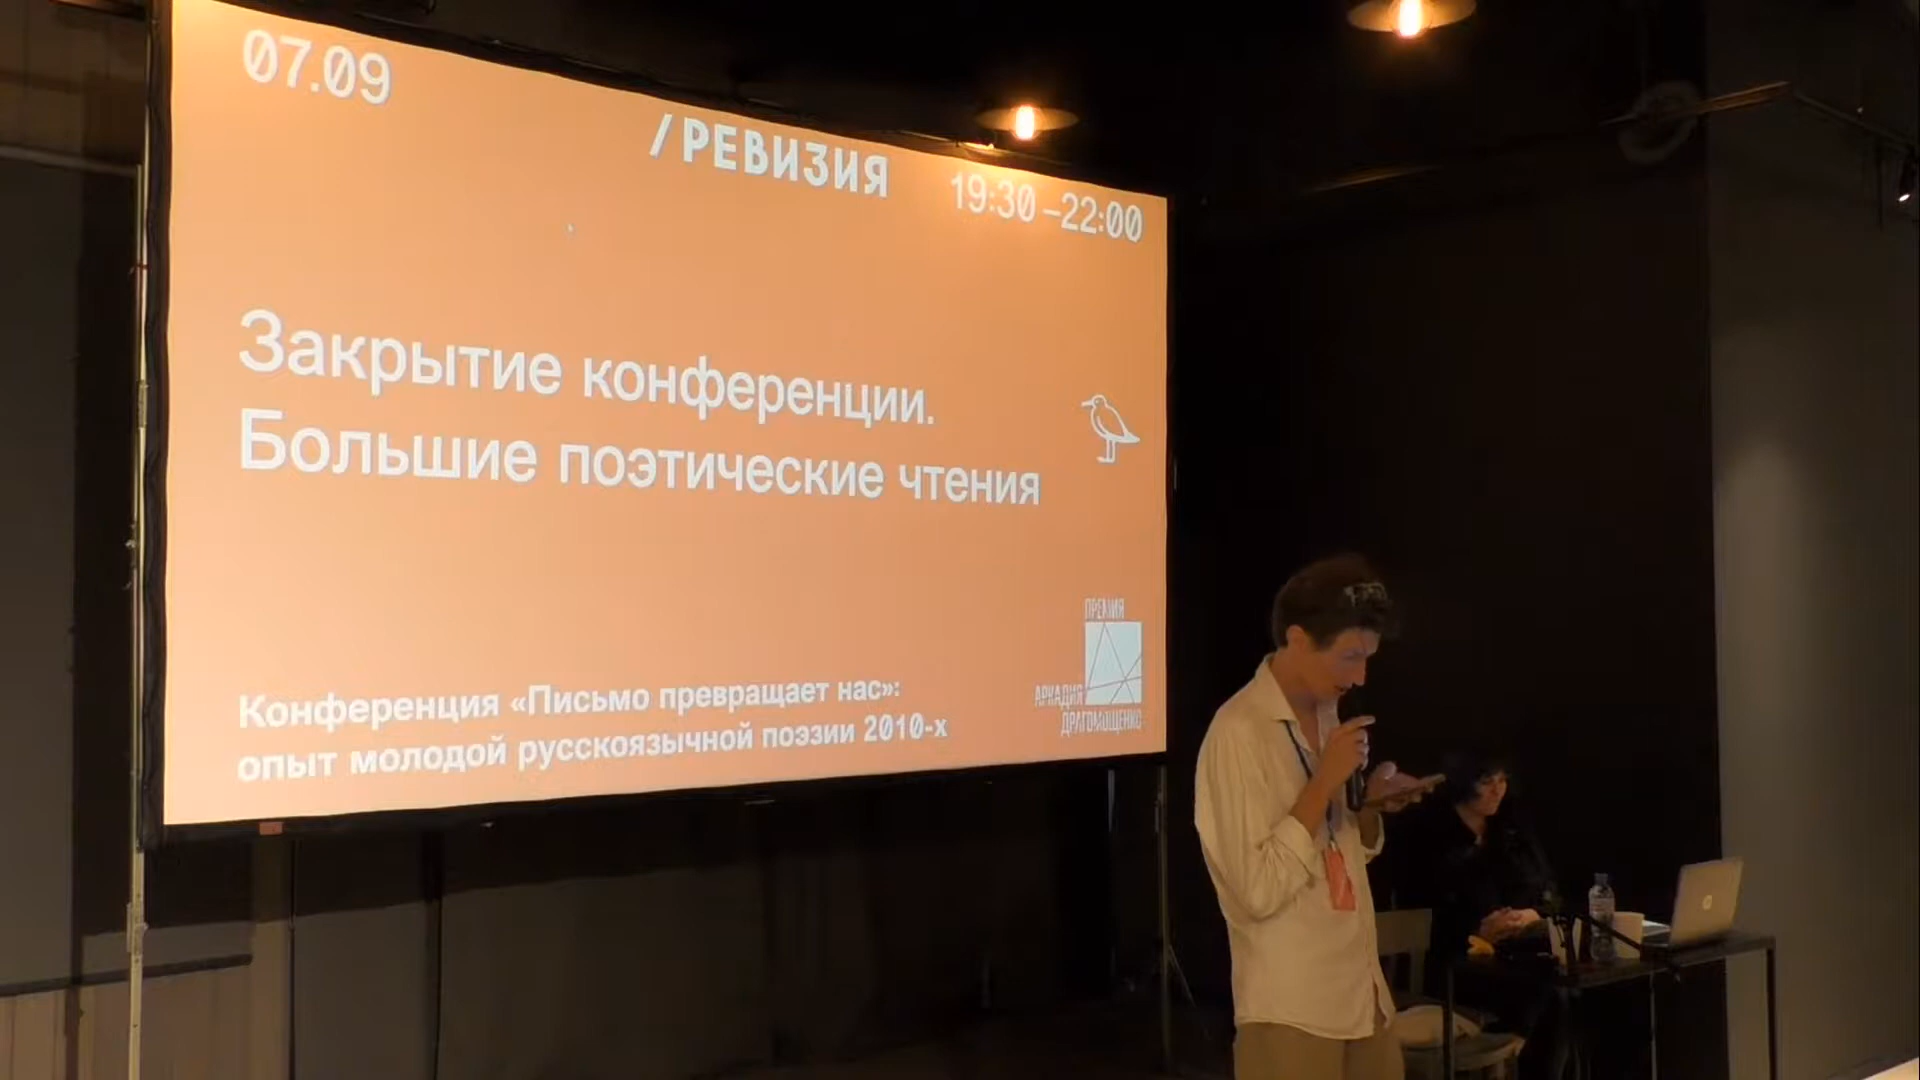 07.09
/РЕВИЗИЯ
19:30–22:00
Закрытие конференции.
Большие поэтические чтения
Конференция «Письмо превращает нас»:
опыт молодой русскоязычной поэзии 2010-х
ПРЕМИЯ
АРКАДИЯ
ДРАГОМОЩЕНКО